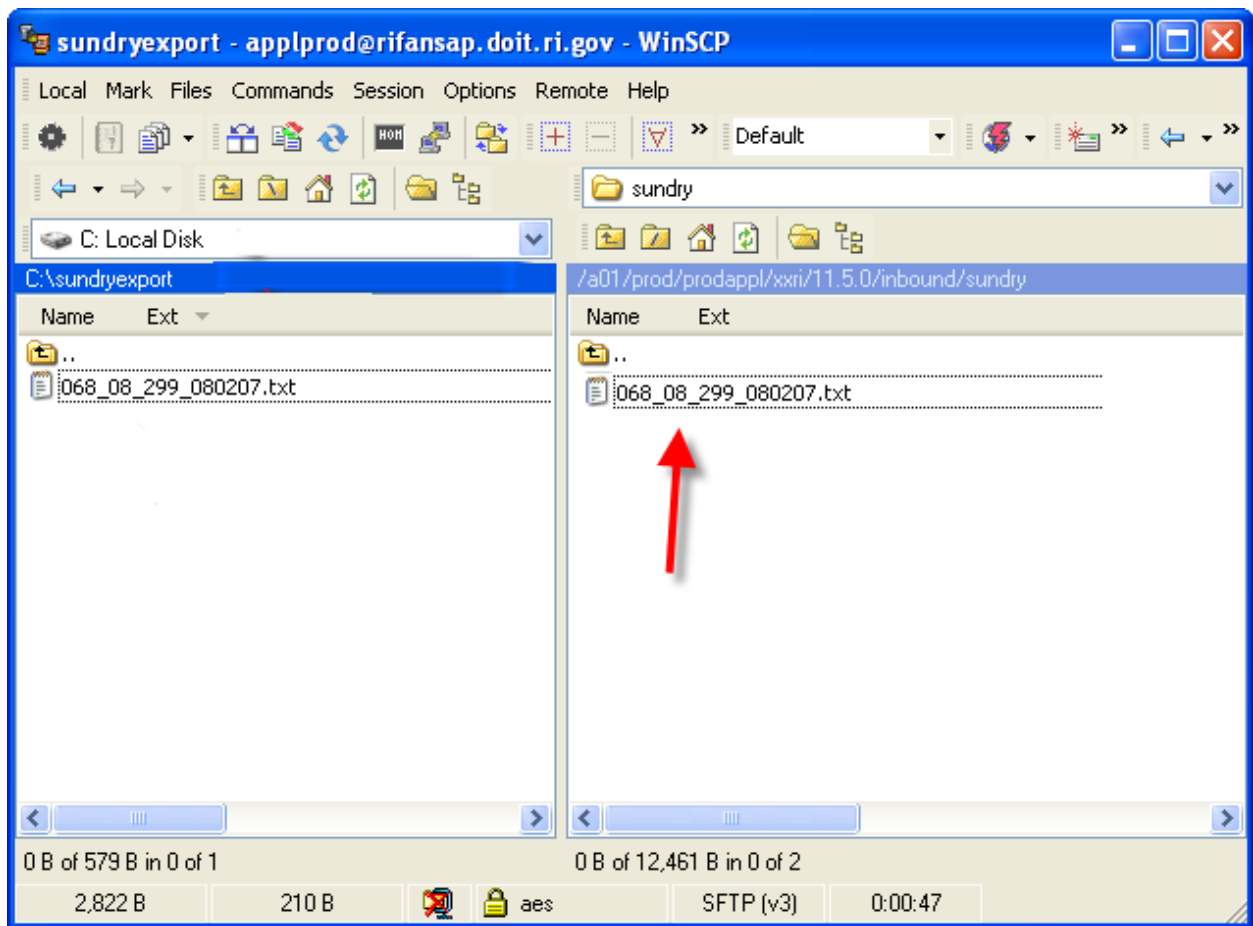 sundryexport - applprod@rifansap.doit.ri.gov - WinSCP
Local Mark Files Commands Session Options Remote Help
Default
sundry
C: Local Disk
C:\sundryexport
/a01/prod/prodappl/xxri/11.5.0/inbound/sundry
Name Ext
Name Ext
..
..
068_08_299_080207.txt
068_08_299_080207.txt
0 B of 579 B in 0 of 1
0 B of 12,461 B in 0 of 2
2,822 B 210 B aes SFTP (v3) 0:00:47